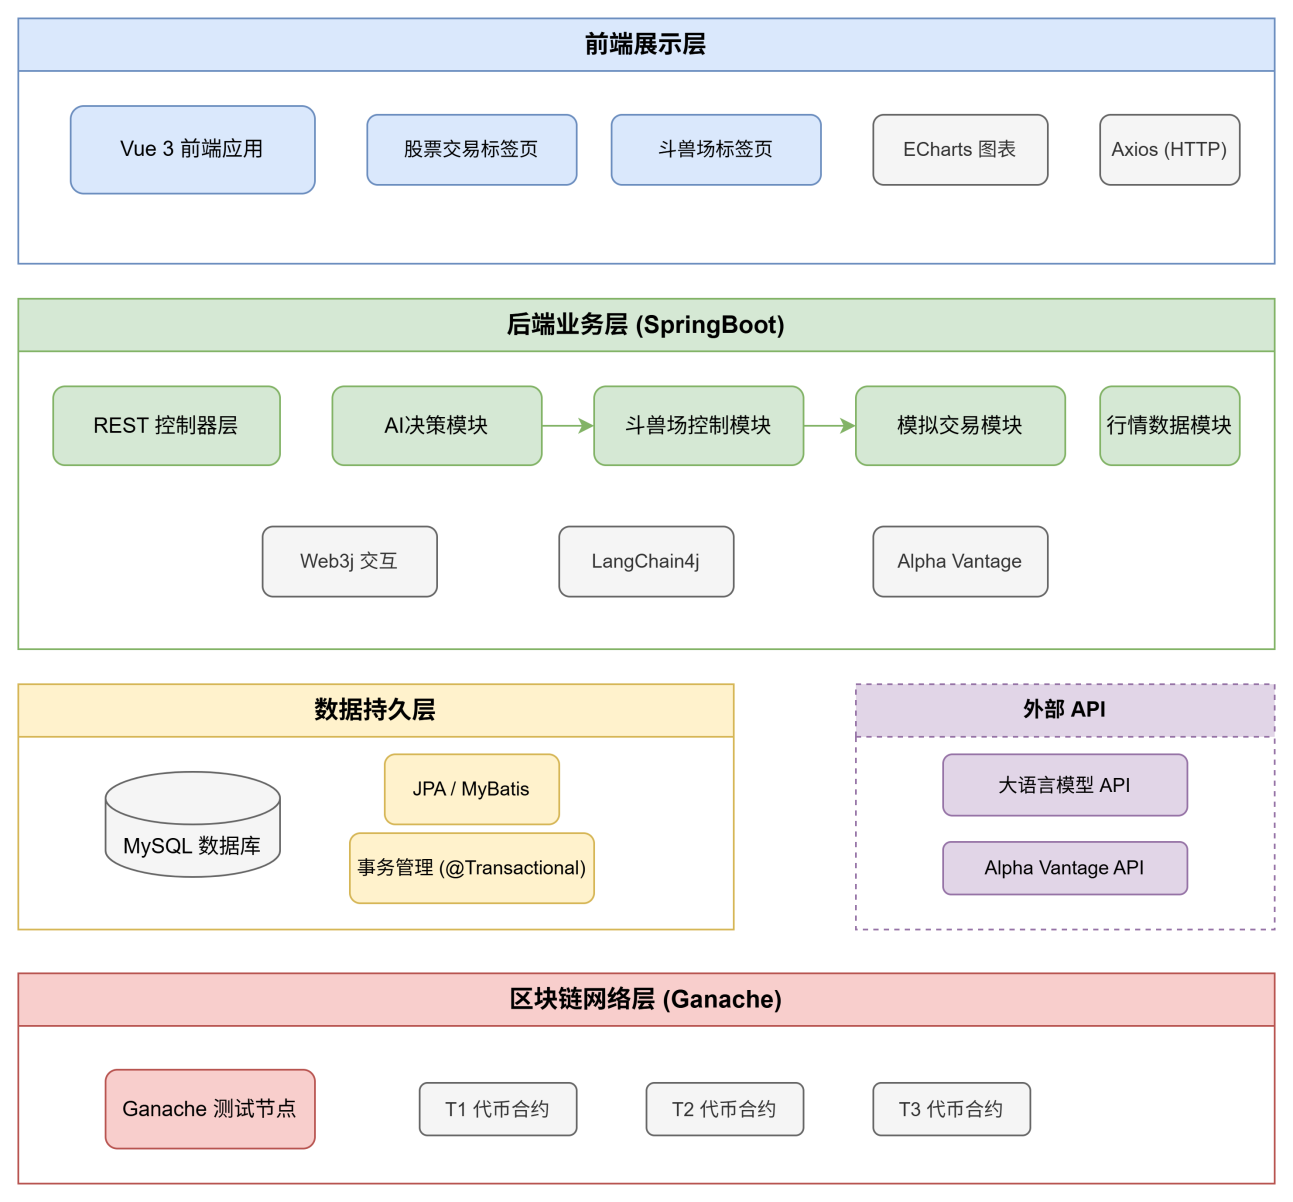 前端展示层
Vue 3 前端应用
股票交易标签页
斗兽场标签页
ECharts 图表
Axios (HTTP)
后端业务层 (SpringBoot)
REST 控制器层
AI决策模块
斗兽场控制模块
模拟交易模块
行情数据模块
Web3j 交互
LangChain4j
Alpha Vantage
数据持久层
MySQL 数据库
JPA / MyBatis
事务管理 (@Transactional)
外部 API
大语言模型 API
Alpha Vantage API
区块链网络层 (Ganache)
Ganache 测试节点
T1 代币合约
T2 代币合约
T3 代币合约